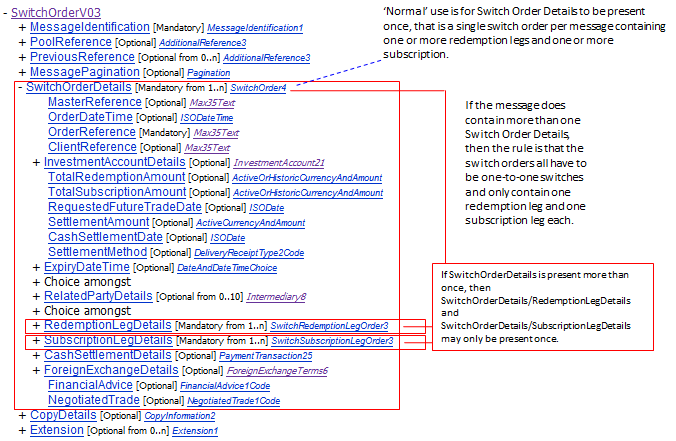 - SwitchOrderV03
+ MessageIdentification [Mandatory] MessageIdentification1
+ PoolReference [Optional] AdditionalReference3
+ PreviousReference [Optional from 0..n] AdditionalReference3
+ MessagePagination [Optional] Pagination
- SwitchOrderDetails [Mandatory from 1..n] SwitchOrder4
MasterReference [Optional] Max35Text
OrderDateTime [Optional] ISODateTime
OrderReference [Mandatory] Max35Text
ClientReference [Optional] Max35Text
+ InvestmentAccountDetails [Optional] InvestmentAccount21
TotalRedemptionAmount [Optional] ActiveOrHistoricCurrencyAndAmount
TotalSubscriptionAmount [Optional] ActiveOrHistoricCurrencyAndAmount
RequestedFutureTradeDate [Optional] ISODate
SettlementAmount [Optional] ActiveCurrencyAndAmount
CashSettlementDate [Optional] ISODate
SettlementMethod [Optional] DeliveryReceiptType2Code
+ ExpiryDateTime [Optional] DateAndDateTimeChoice
+ Choice amongst
+ RelatedPartyDetails [Optional from 0..10] Intermediary8
+ Choice amongst
+ RedemptionLegDetails [Mandatory from 1..n] SwitchRedemptionLegOrder3
+ SubscriptionLegDetails [Mandatory from 1..n] SwitchSubscriptionLegOrder3
+ CashSettlementDetails [Optional] PaymentTransaction25
+ ForeignExchangeDetails [Optional] ForeignExchangeTerms6
FinancialAdvice [Optional] FinancialAdvice1Code
NegotiatedTrade [Optional] NegotiatedTrade1Code
+ CopyDetails [Optional] CopyInformation2
+ Extension [Optional from 0..n] Extension1
‘Normal’ use is for Switch Order Details to be present
once, that is a single switch order per message containing
one or more redemption legs and one or more
subscription.
If the message does
contain more than one
Switch Order Details,
then the rule is that the
switch orders all have to
be one-to-one switches
and only contain one
redemption leg and one
subscription leg each.
If SwitchOrderDetails is present more than
once, then
SwitchOrderDetails/RedemptionLegDetails
and
SwitchOrderDetails/SubscriptionLegDetails
may only be present once.